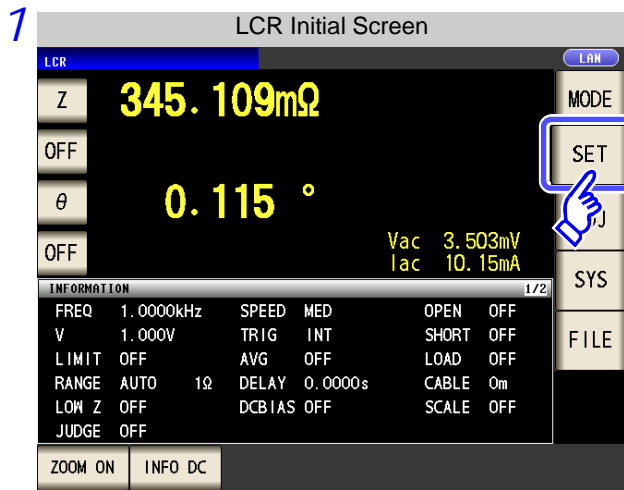 1
LCR Initial Screen
LCR
LAN
Z
345.109mΩ
MODE
OFF
SET
θ
0.115 °
J
OFF
Vac 3.503mV
Iac 10.15mA
SYS
INFORMATION
1/2
FREQ 1.0000kHz SPEED MED OPEN OFF
V 1.000V TRIG INT SHORT OFF
FILE
LIMIT OFF AVG OFF LOAD OFF
RANGE AUTO 1Ω DELAY 0.0000s CABLE 0m
LOW Z OFF DCBIAS OFF SCALE OFF
JUDGE OFF
ZOOM ON
INFO DC